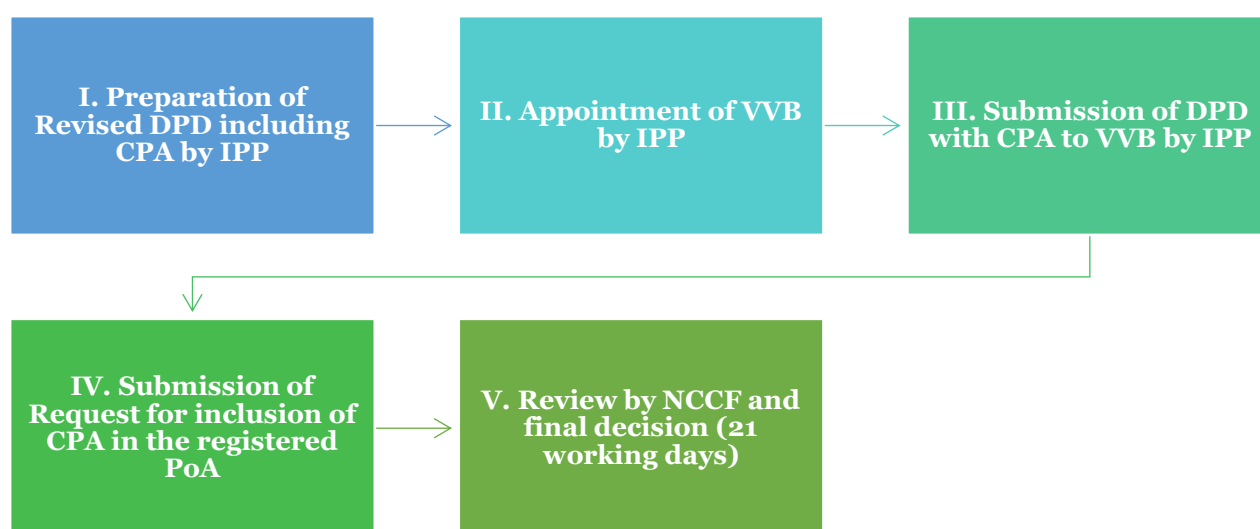 I. Preparation of
Revised DPD including
CPA by IPP
II. Appointment of VVB
by IPP
III. Submission of DPD
with CPA to VVB by IPP
IV. Submission of
Request for inclusion of
CPA in the registered
PoA
V. Review by NCCF and
final decision (21
working days)